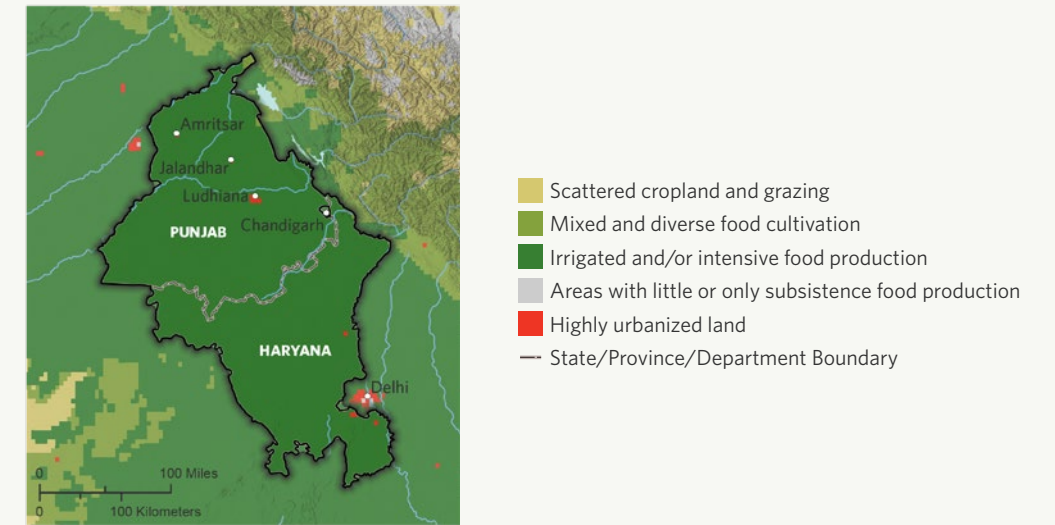 Amritsar
Jalandhar
Ludhiana
Chandigarh
PUNJAB
HARYANA
Delhi
0 100 Miles
0 100 Kilometers
Scattered cropland and grazing
Mixed and diverse food cultivation
Irrigated and/or intensive food production
Areas with little or only subsistence food production
Highly urbanized land
State/Province/Department Boundary